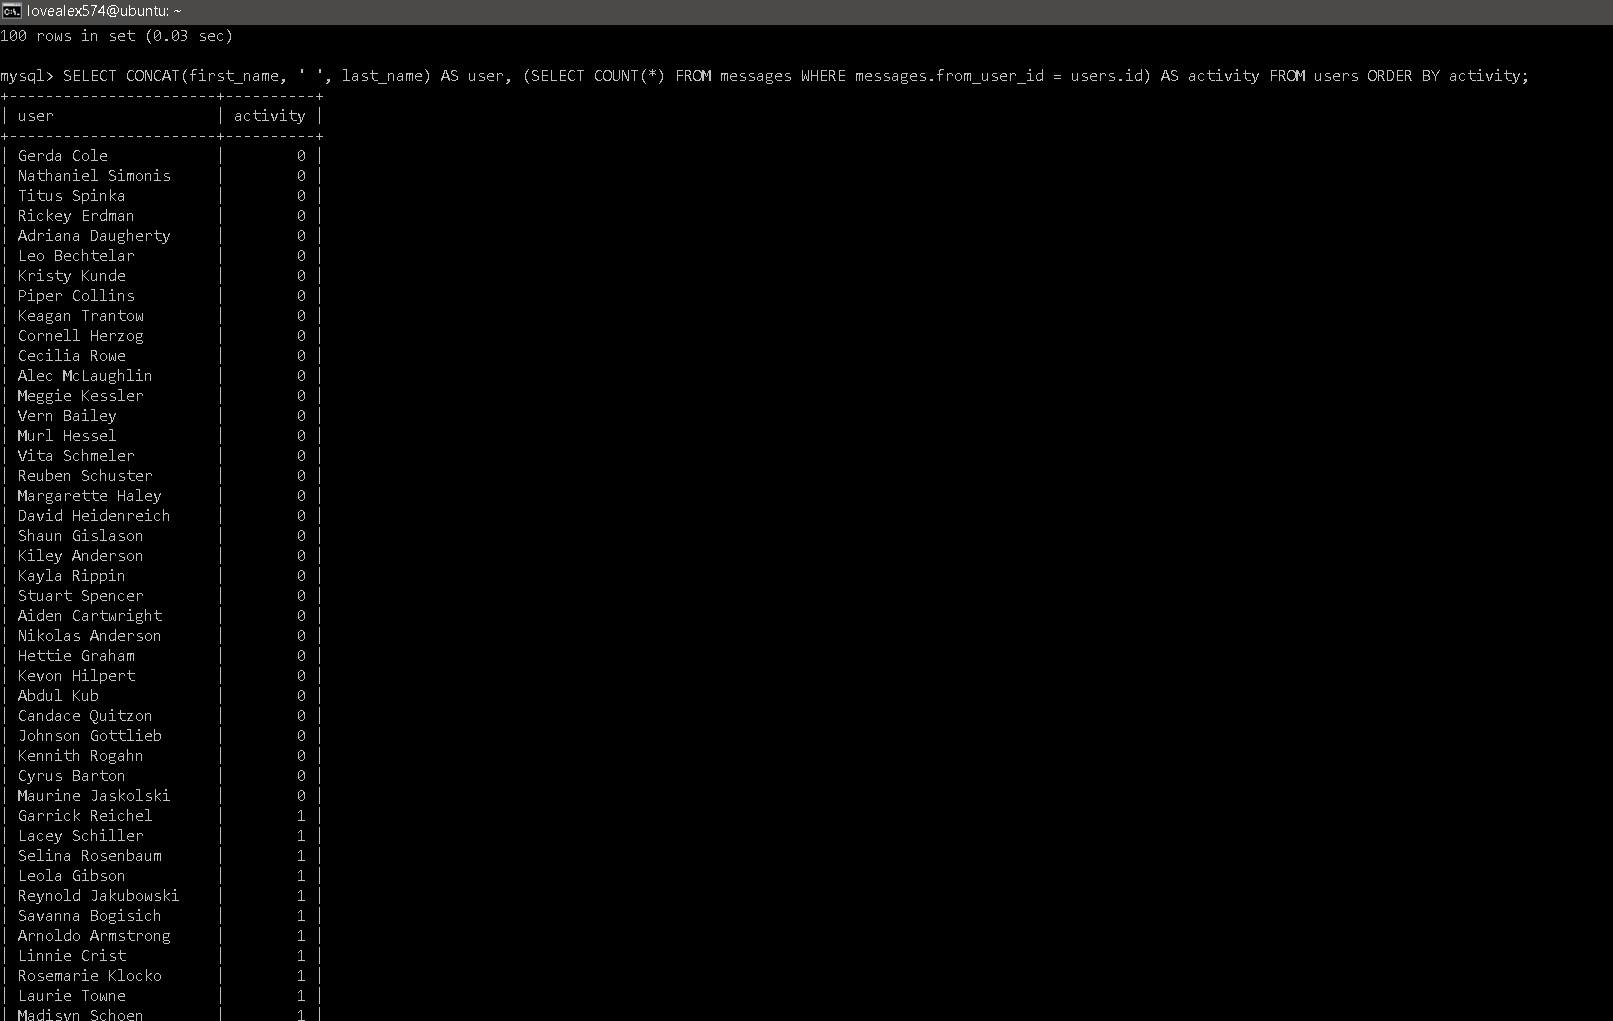 lovealex574@ubuntu: ~
100 rows in set (0.03 sec)
mysql> SELECT CONCAT(first_name, ' ', last_name) AS user, (SELECT COUNT(*) FROM messages WHERE messages.from_user_id = users.id) AS activity FROM users ORDER BY activity;
+-----------------------+----------+
| user                  | activity |
+-----------------------+----------+
| Gerda Cole            |        0 |
| Nathaniel Simonis     |        0 |
| Titus Spinka          |        0 |
| Rickey Erdman         |        0 |
| Adriana Daugherty     |        0 |
| Leo Bechtelar         |        0 |
| Kristy Kunde          |        0 |
| Piper Collins         |        0 |
| Keagan Trantow        |        0 |
| Cornell Herzog        |        0 |
| Cecilia Rowe          |        0 |
| Alec McLaughlin       |        0 |
| Meggie Kessler        |        0 |
| Vern Bailey           |        0 |
| Murl Hessel           |        0 |
| Vita Schmeler         |        0 |
| Reuben Schuster       |        0 |
| Margarette Haley      |        0 |
| David Heidenreich     |        0 |
| Shaun Gislason        |        0 |
| Kiley Anderson        |        0 |
| Kayla Rippin          |        0 |
| Stuart Spencer        |        0 |
| Aiden Cartwright      |        0 |
| Nikolas Anderson      |        0 |
| Hettie Graham         |        0 |
| Kevon Hilpert         |        0 |
| Abdul Kub             |        0 |
| Candace Quitzon       |        0 |
| Johnson Gottlieb      |        0 |
| Kennith Rogahn        |        0 |
| Cyrus Barton          |        0 |
| Maurine Jaskolski     |        0 |
| Garrick Reichel       |        1 |
| Lacey Schiller        |        1 |
| Selina Rosenbaum      |        1 |
| Leola Gibson          |        1 |
| Reynold Jakubowski    |        1 |
| Savanna Bogisich      |        1 |
| Arnoldo Armstrong     |        1 |
| Linnie Crist          |        1 |
| Rosemarie Klocko      |        1 |
| Laurie Towne          |        1 |
| Madisyn Schoen        |        1 |